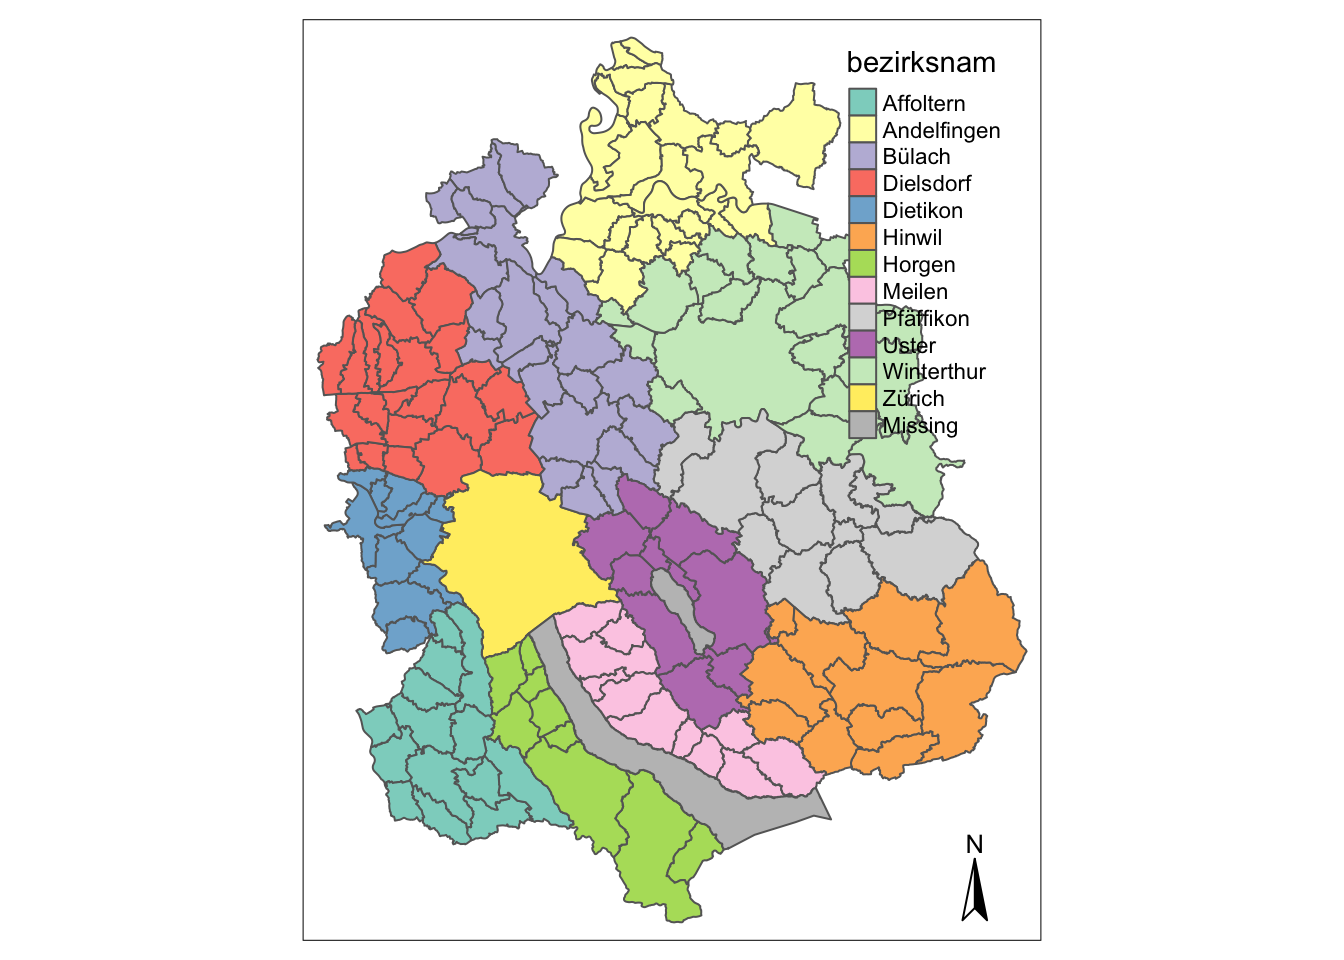 bezirksnam
Affoltern
Andelfingen
Bülach
Dielsdorf
Dietikon
Hinwil
Horgen
Meilen
Pfäffikon
Uster
Winterthur
Zürich
Missing
N